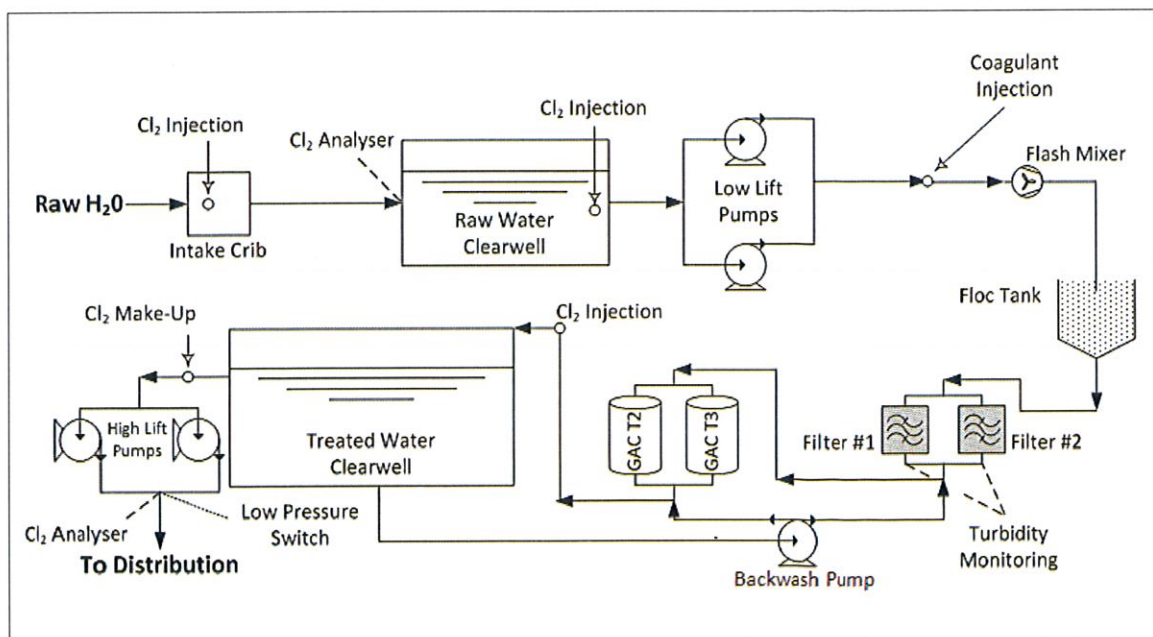 Coagulant
Injection
Cl₂ Injection
Cl₂ Injection
Cl₂ Analyser
Flash Mixer
Raw H₂0
Low Lift
Pumps
Raw Water
Clearwell
Intake Crib
Floc Tank
Cl₂ Make-Up
Cl₂ Injection
GAC T2
GAC T3
High Lift
Pumps
Treated Water
Clearwell
Filter #1
Filter #2
Cl₂ Analyser
Low Pressure
Switch
To Distribution
Backwash Pump
Turbidity
Monitoring